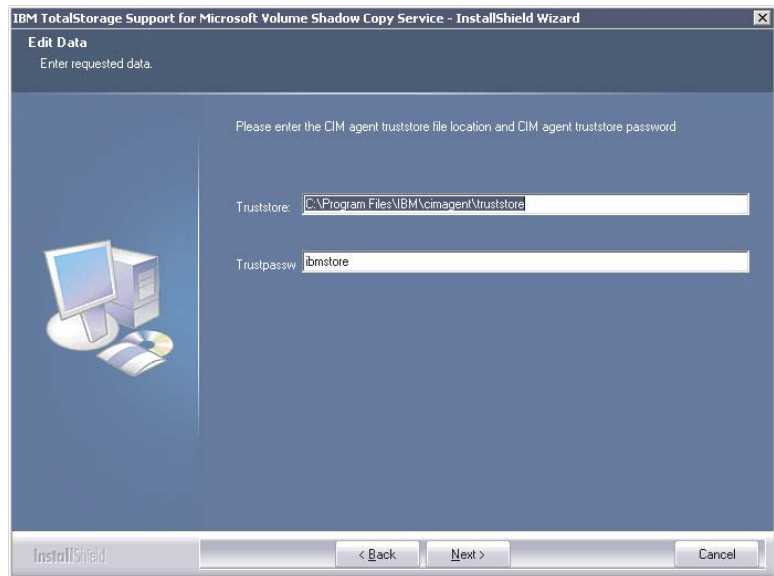 IBM TotalStorage Support for Microsoft Volume Shadow Copy Service - InstallShield Wizard
Edit Data
Enter requested data.
Please enter the CIM agent truststore file location and CIM agent truststore password
Truststore: C:\Program Files\IBM\cimagent\truststore
Trustpassw ibmstore
InstallShield
< Back Next > Cancel